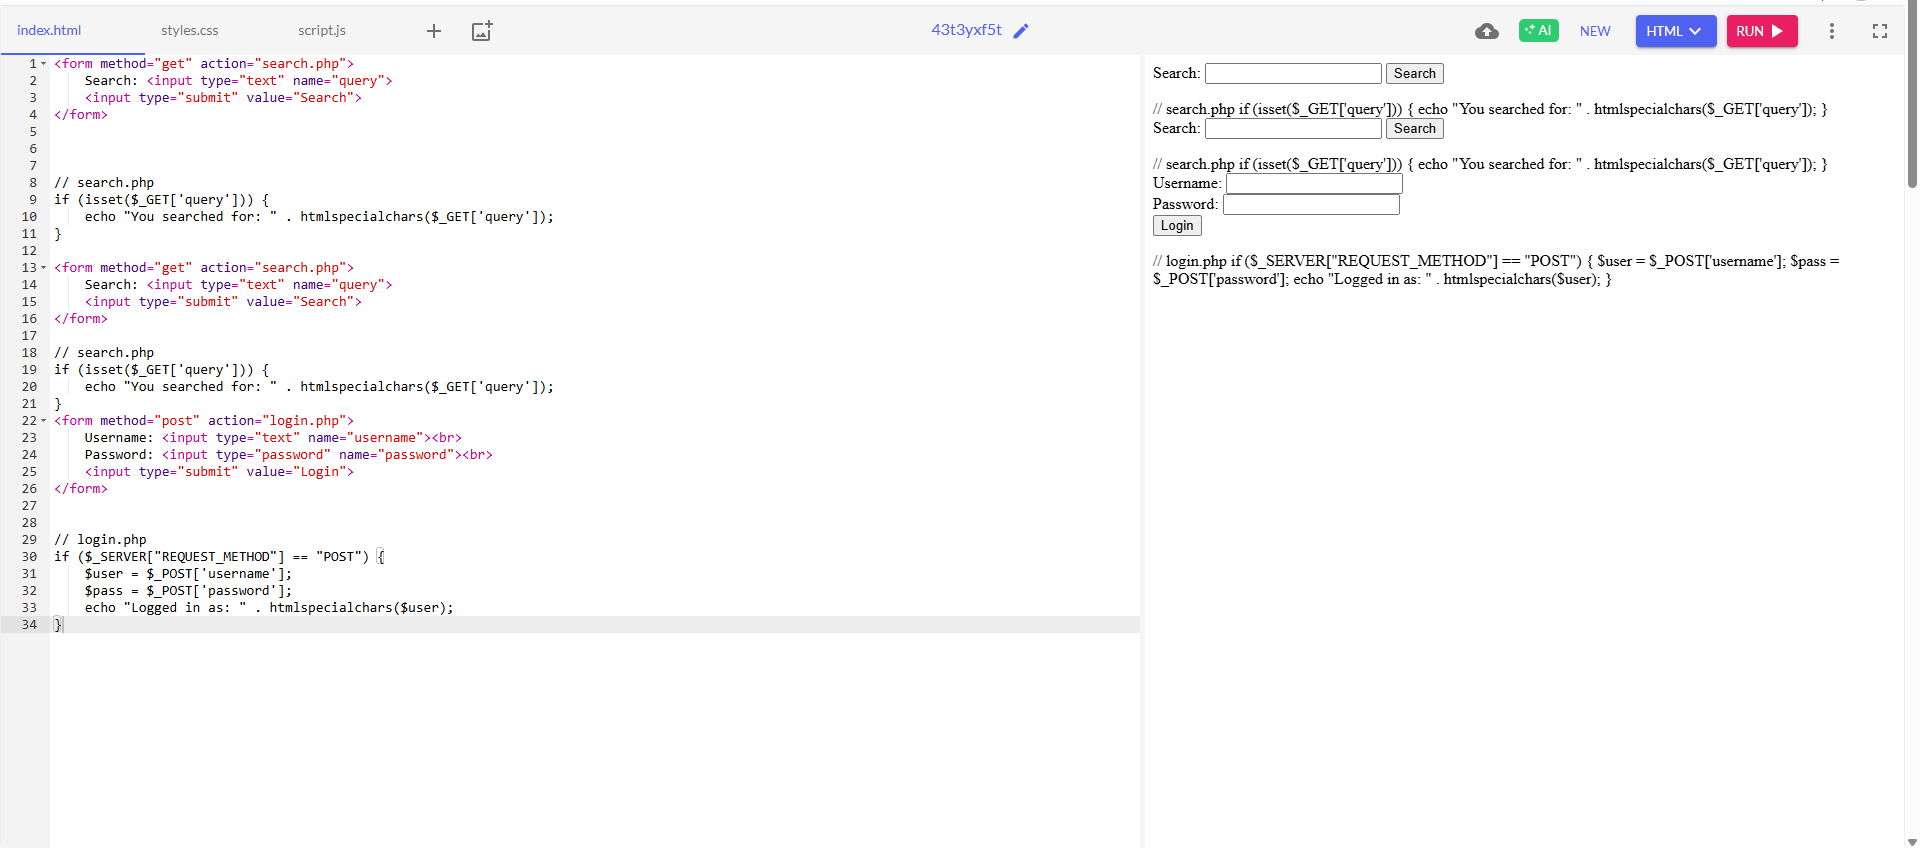 index.html styles.css script.js 43t3yxf5t AI NEW HTML RUN
1 <form method="get" action="search.php">
2     Search: <input type="text" name="query">
3     <input type="submit" value="Search">
4 </form>
5
6
7
8 // search.php
9 if (isset($_GET['query'])) {
10     echo "You searched for: " . htmlspecialchars($_GET['query']);
11 }
12
13 <form method="get" action="search.php">
14     Search: <input type="text" name="query">
15     <input type="submit" value="Search">
16 </form>
17
18 // search.php
19 if (isset($_GET['query'])) {
20     echo "You searched for: " . htmlspecialchars($_GET['query']);
21 }
22 <form method="post" action="login.php">
23     Username: <input type="text" name="username"><br>
24     Password: <input type="password" name="password"><br>
25     <input type="submit" value="Login">
26 </form>
27
28
29 // login.php
30 if ($_SERVER["REQUEST_METHOD"] == "POST") {
31     $user = $_POST['username'];
32     $pass = $_POST['password'];
33     echo "Logged in as: " . htmlspecialchars($user);
34 }
Search: Search
// search.php if (isset($_GET['query'])) { echo "You searched for: " . htmlspecialchars($_GET['query']); }
Search: Search
// search.php if (isset($_GET['query'])) { echo "You searched for: " . htmlspecialchars($_GET['query']); }
Username:
Password:
Login
// login.php if ($_SERVER["REQUEST_METHOD"] == "POST") { $user = $_POST['username']; $pass =
$_POST['password']; echo "Logged in as: " . htmlspecialchars($user); }